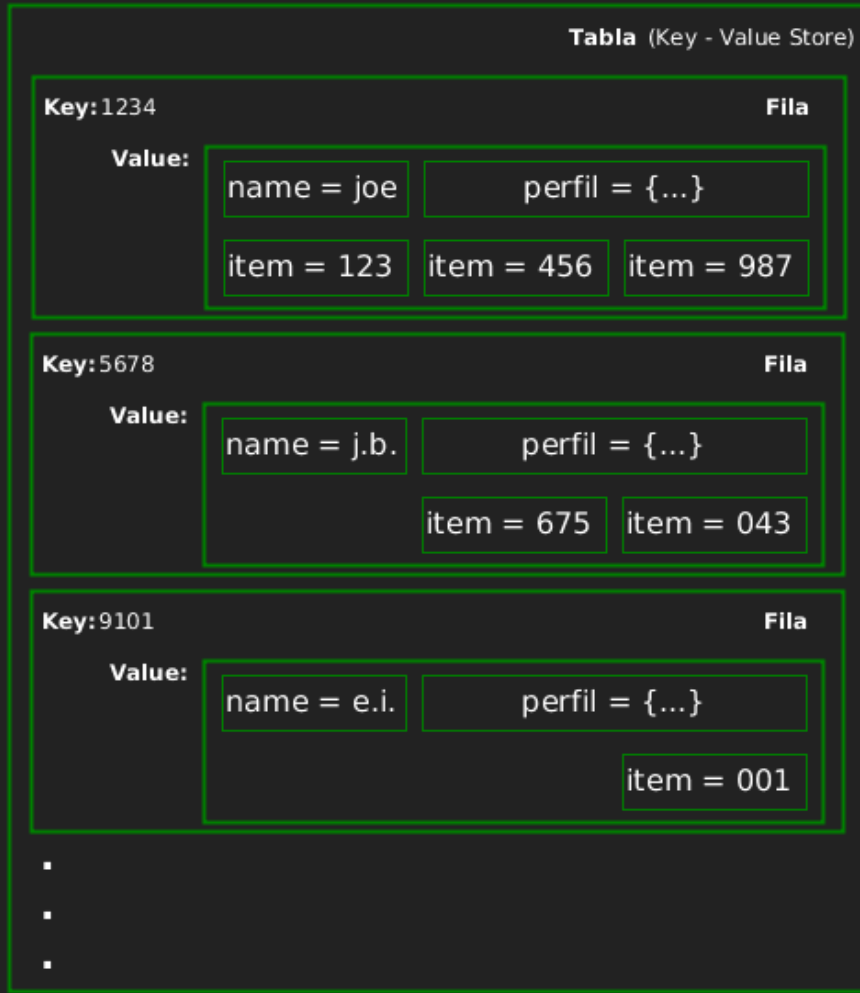 Tabla (Key - Value Store)
Key:1234 Fila
Value:
name = joe perfil = {...}
item = 123 item = 456 item = 987
Key:5678 Fila
Value:
name = j.b. perfil = {...}
item = 675 item = 043
Key:9101 Fila
Value:
name = e.i. perfil = {...}
item = 001
.
.
.